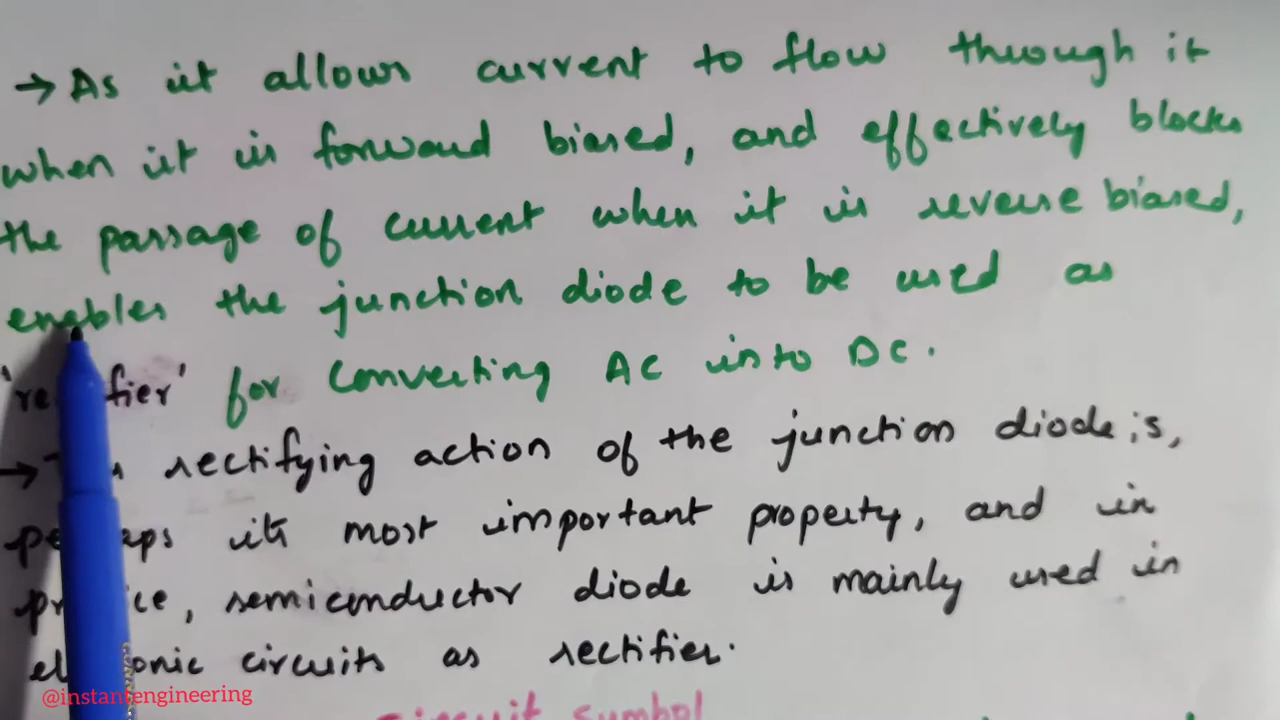 → As it allows current to flow through it
when it is forward biased, and effectively blocks
the passage of current when it is reverse biased,
enables the junction diode to be used as
for converting AC into DC.
→ rectifying action of the junction diode is,
its most important property, and in
, semiconductor diode is mainly used in
circuits as rectifier.
@instantengineering
circuit symbol